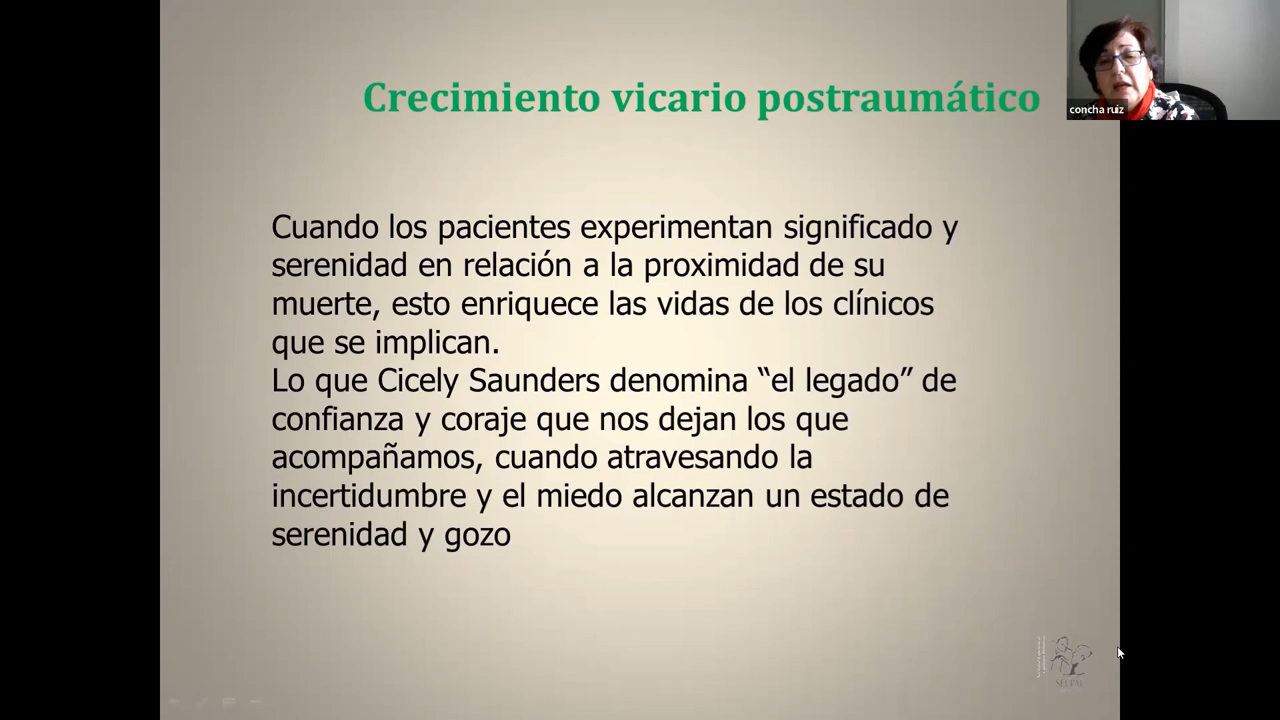 Crecimiento vicario postraumático
concha ruiz
Cuando los pacientes experimentan significado y
serenidad en relación a la proximidad de su
muerte, esto enriquece las vidas de los clínicos
que se implican.
Lo que Cicely Saunders denomina “el legado” de
confianza y coraje que nos dejan los que
acompañamos, cuando atravesando la
incertidumbre y el miedo alcanzan un estado de
serenidad y gozo
SECPAL